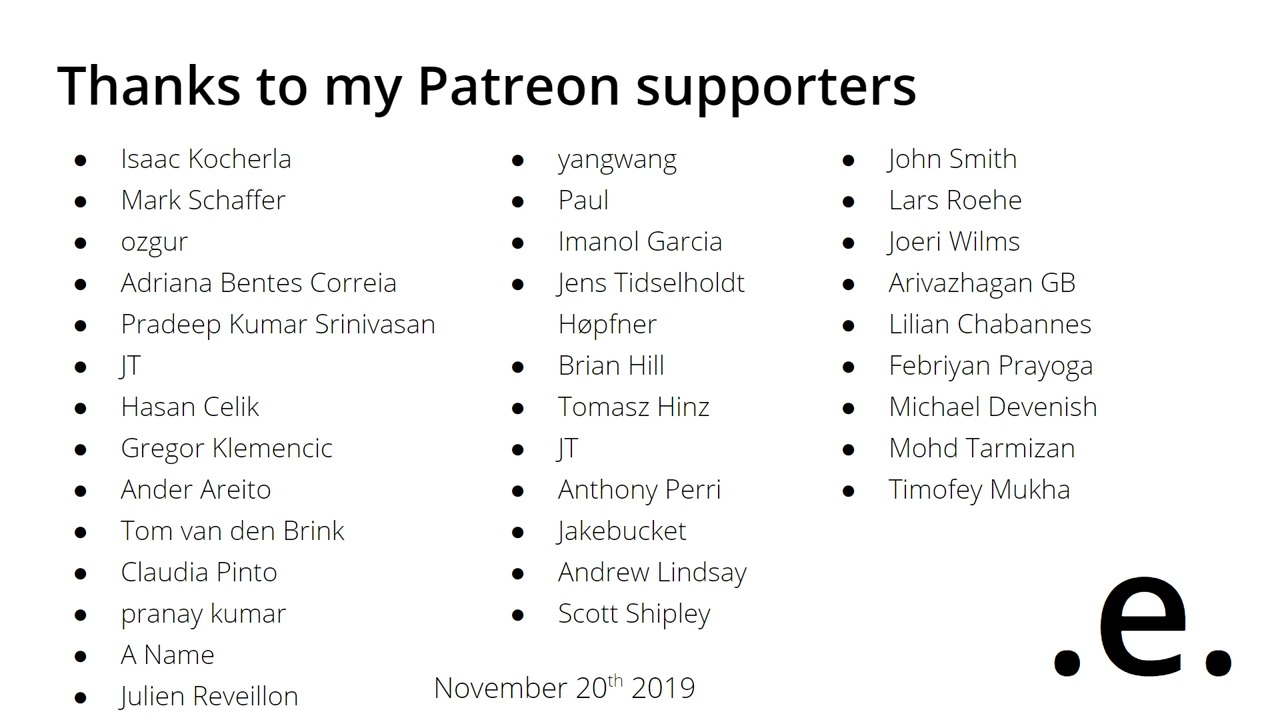 Thanks to my Patreon supporters
● Isaac Kocherla
● Mark Schaffer
● ozgur
● Adriana Bentes Correia
● Pradeep Kumar Srinivasan
● JT
● Hasan Celik
● Gregor Klemencic
● Ander Areito
● Tom van den Brink
● Claudia Pinto
● pranay kumar
● A Name
● Julien Reveillon
● yangwang
● Paul
● Imanol Garcia
● Jens Tidselholdt
Høpfner
● Brian Hill
● Tomasz Hinz
● JT
● Anthony Perri
● Jakebucket
● Andrew Lindsay
● Scott Shipley
● John Smith
● Lars Roehe
● Joeri Wilms
● Arivazhagan GB
● Lilian Chabannes
● Febriyan Prayoga
● Michael Devenish
● Mohd Tarmizan
● Timofey Mukha
November 20th 2019
.e.